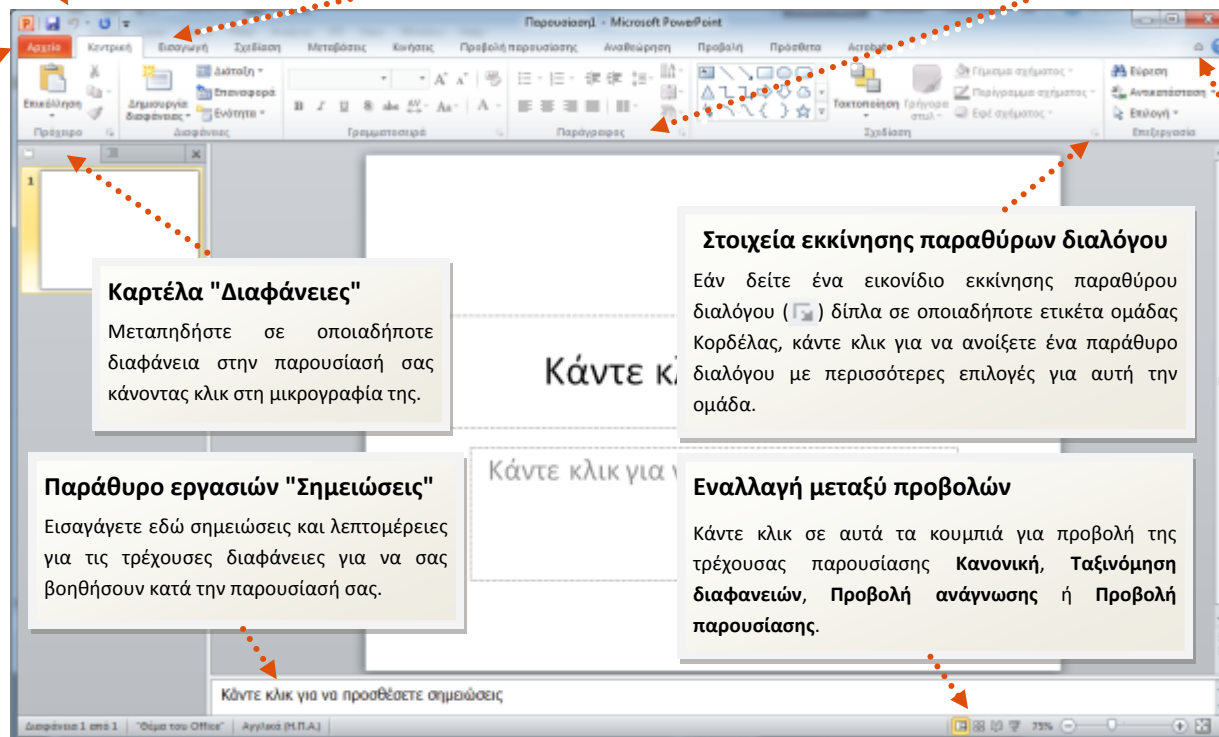 Παρουσίαση1 - Microsoft PowerPoint
Αρχείο Κεντρική Εισαγωγή Σχεδίαση Μεταβάσεις Κινήσεις Προβολή παρουσίασης Αναθεώρηση Προβολή Πρόσθετα Acrobat
Επικόλληση
Δημιουργία διαφάνειας
Διάταξη
Επαναφορά
Ενότητα
Τακτοποίηση
Γρήγορα στυλ
Γέμισμα σχήματος
Περίγραμμα σχήματος
Εφέ σχήματος
Εύρεση
Αντικατάσταση
Επιλογή
Πρόχειρο Διαφάνειες Γραμματοσειρά Παράγραφος Σχεδίαση Επεξεργασία
1
Καρτέλα "Διαφάνειες"
Μεταπηδήστε σε οποιαδήποτε
διαφάνεια στην παρουσίασή σας
κάνοντας κλικ στη μικρογραφία της.
Στοιχεία εκκίνησης παραθύρων διαλόγου
Εάν δείτε ένα εικονίδιο εκκίνησης παραθύρου
διαλόγου ( ) δίπλα σε οποιαδήποτε ετικέτα ομάδας
Κορδέλας, κάντε κλικ για να ανοίξετε ένα παράθυρο
διαλόγου με περισσότερες επιλογές για αυτή την
ομάδα.
Κάντε κλ
Κάντε κλικ για
Παράθυρο εργασιών "Σημειώσεις"
Εισαγάγετε εδώ σημειώσεις και λεπτομέρειες
για τις τρέχουσες διαφάνειες για να σας
βοηθήσουν κατά την παρουσίασή σας.
Εναλλαγή μεταξύ προβολών
Κάντε κλικ σε αυτά τα κουμπιά για προβολή της
τρέχουσας παρουσίασης Κανονική, Ταξινόμηση
διαφανειών, Προβολή ανάγνωσης ή Προβολή
παρουσίασης.
Κάντε κλικ για να προσθέσετε σημειώσεις
Διαφάνεια 1 από 1 "Θέμα του Office" Αγγλικά (Η.Π.Α.) 75%